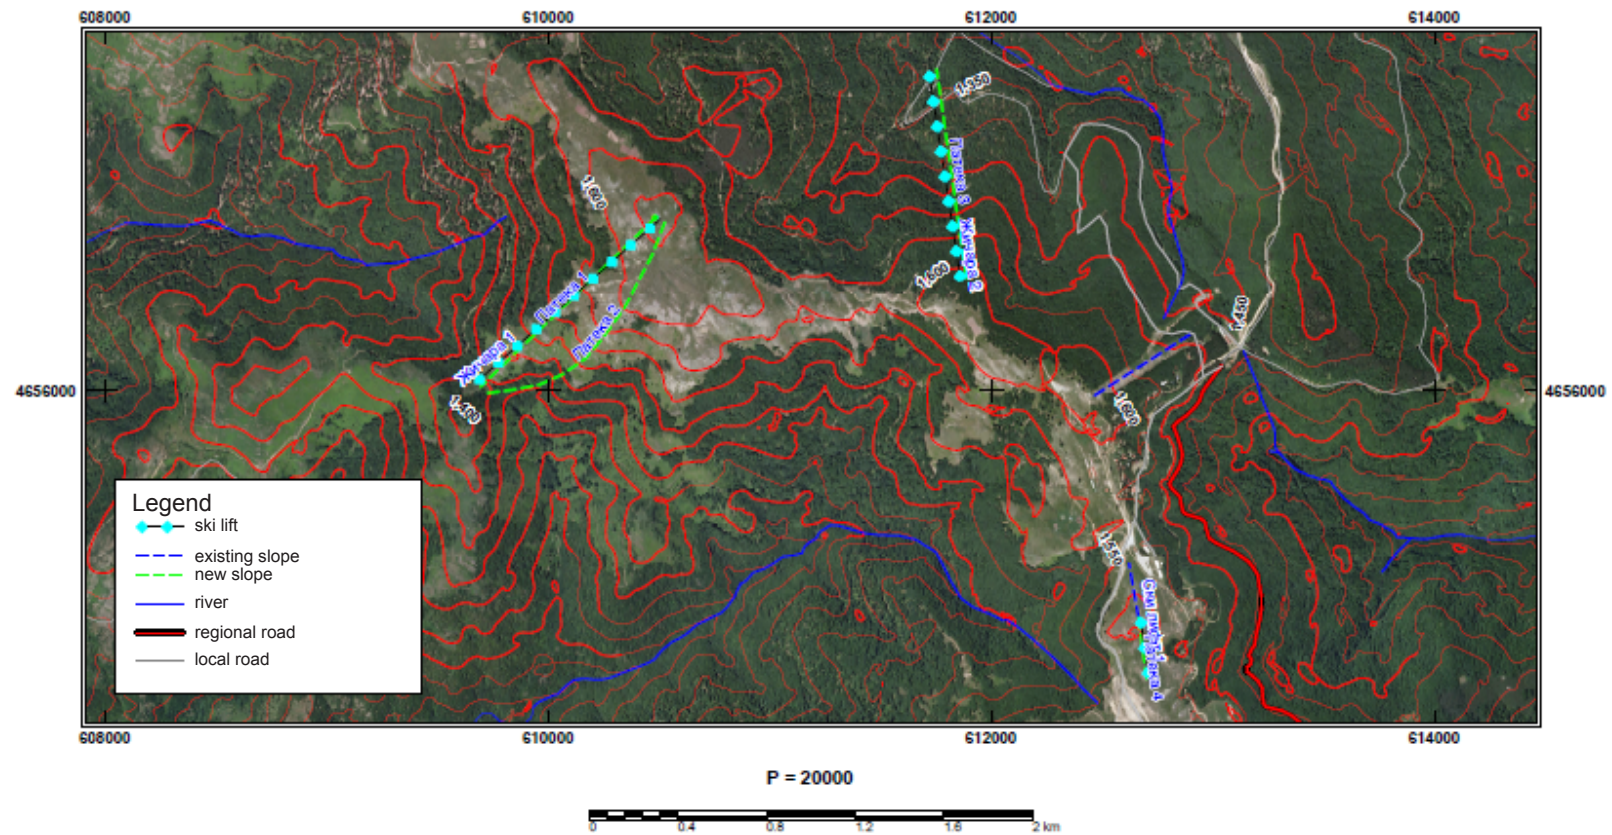 608000 610000 612000 614000
1,350
Патека 3
1,600
Жичара 2
1,600
Патека 1
1,450
Патека 2
Жичара 1
4656000 4656000
1,400
1,600
Legend
ski lift
1,550
existing slope
new slope
Ски лифт
river
Патека 4
regional road
local road
608000 610000 612000 614000
P = 20000
0 0.4 0.8 1.2 1.6 2 km